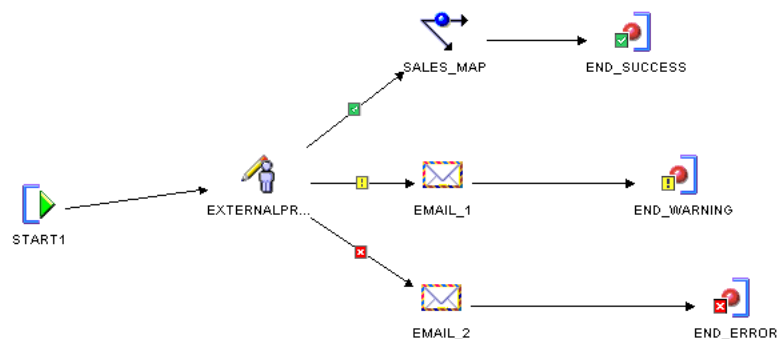 SALES_MAP
END_SUCCESS
START1
EXTERNALPR...
EMAIL_1
END_WARNING
EMAIL_2
END_ERROR